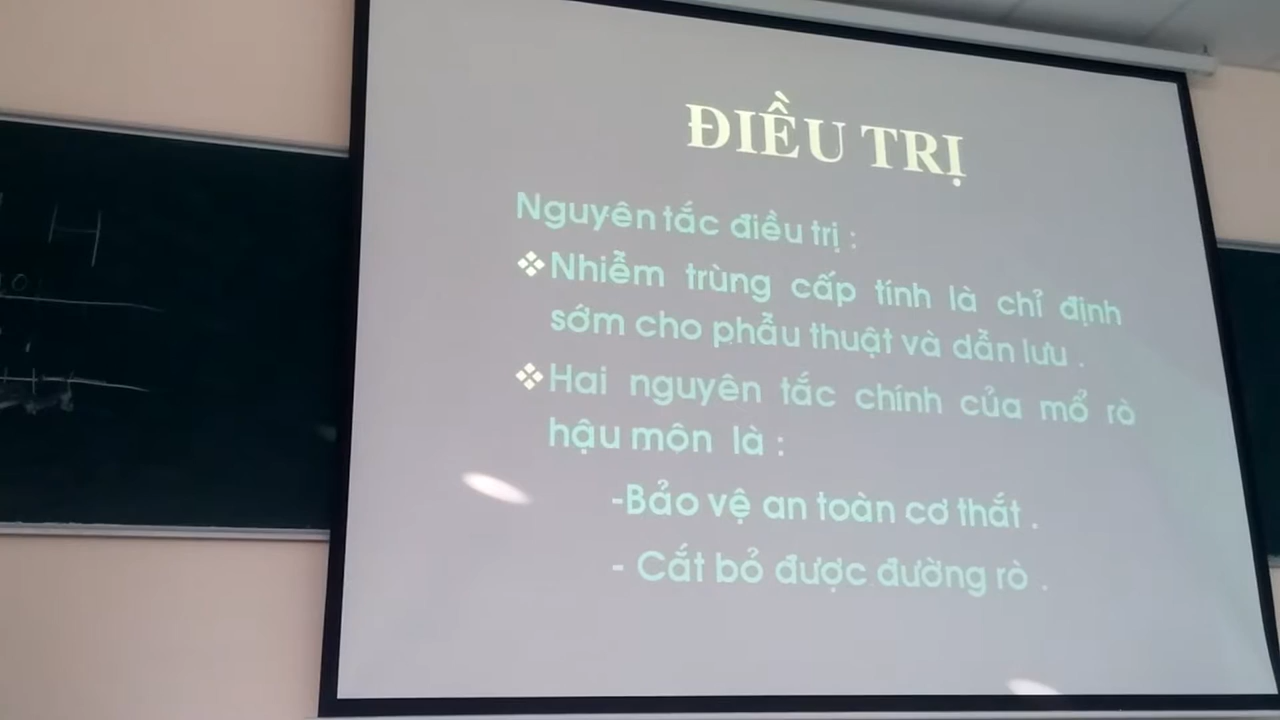 H
ĐIỀU TRỊ
Nguyên tắc điều trị :
❖Nhiễm trùng cấp tính là chỉ định
sớm cho phẫu thuật và dẫn lưu .
❖Hai nguyên tắc chính của mổ rò
hậu môn là :
-Bảo vệ an toàn cơ thắt .
- Cắt bỏ được đường rò .